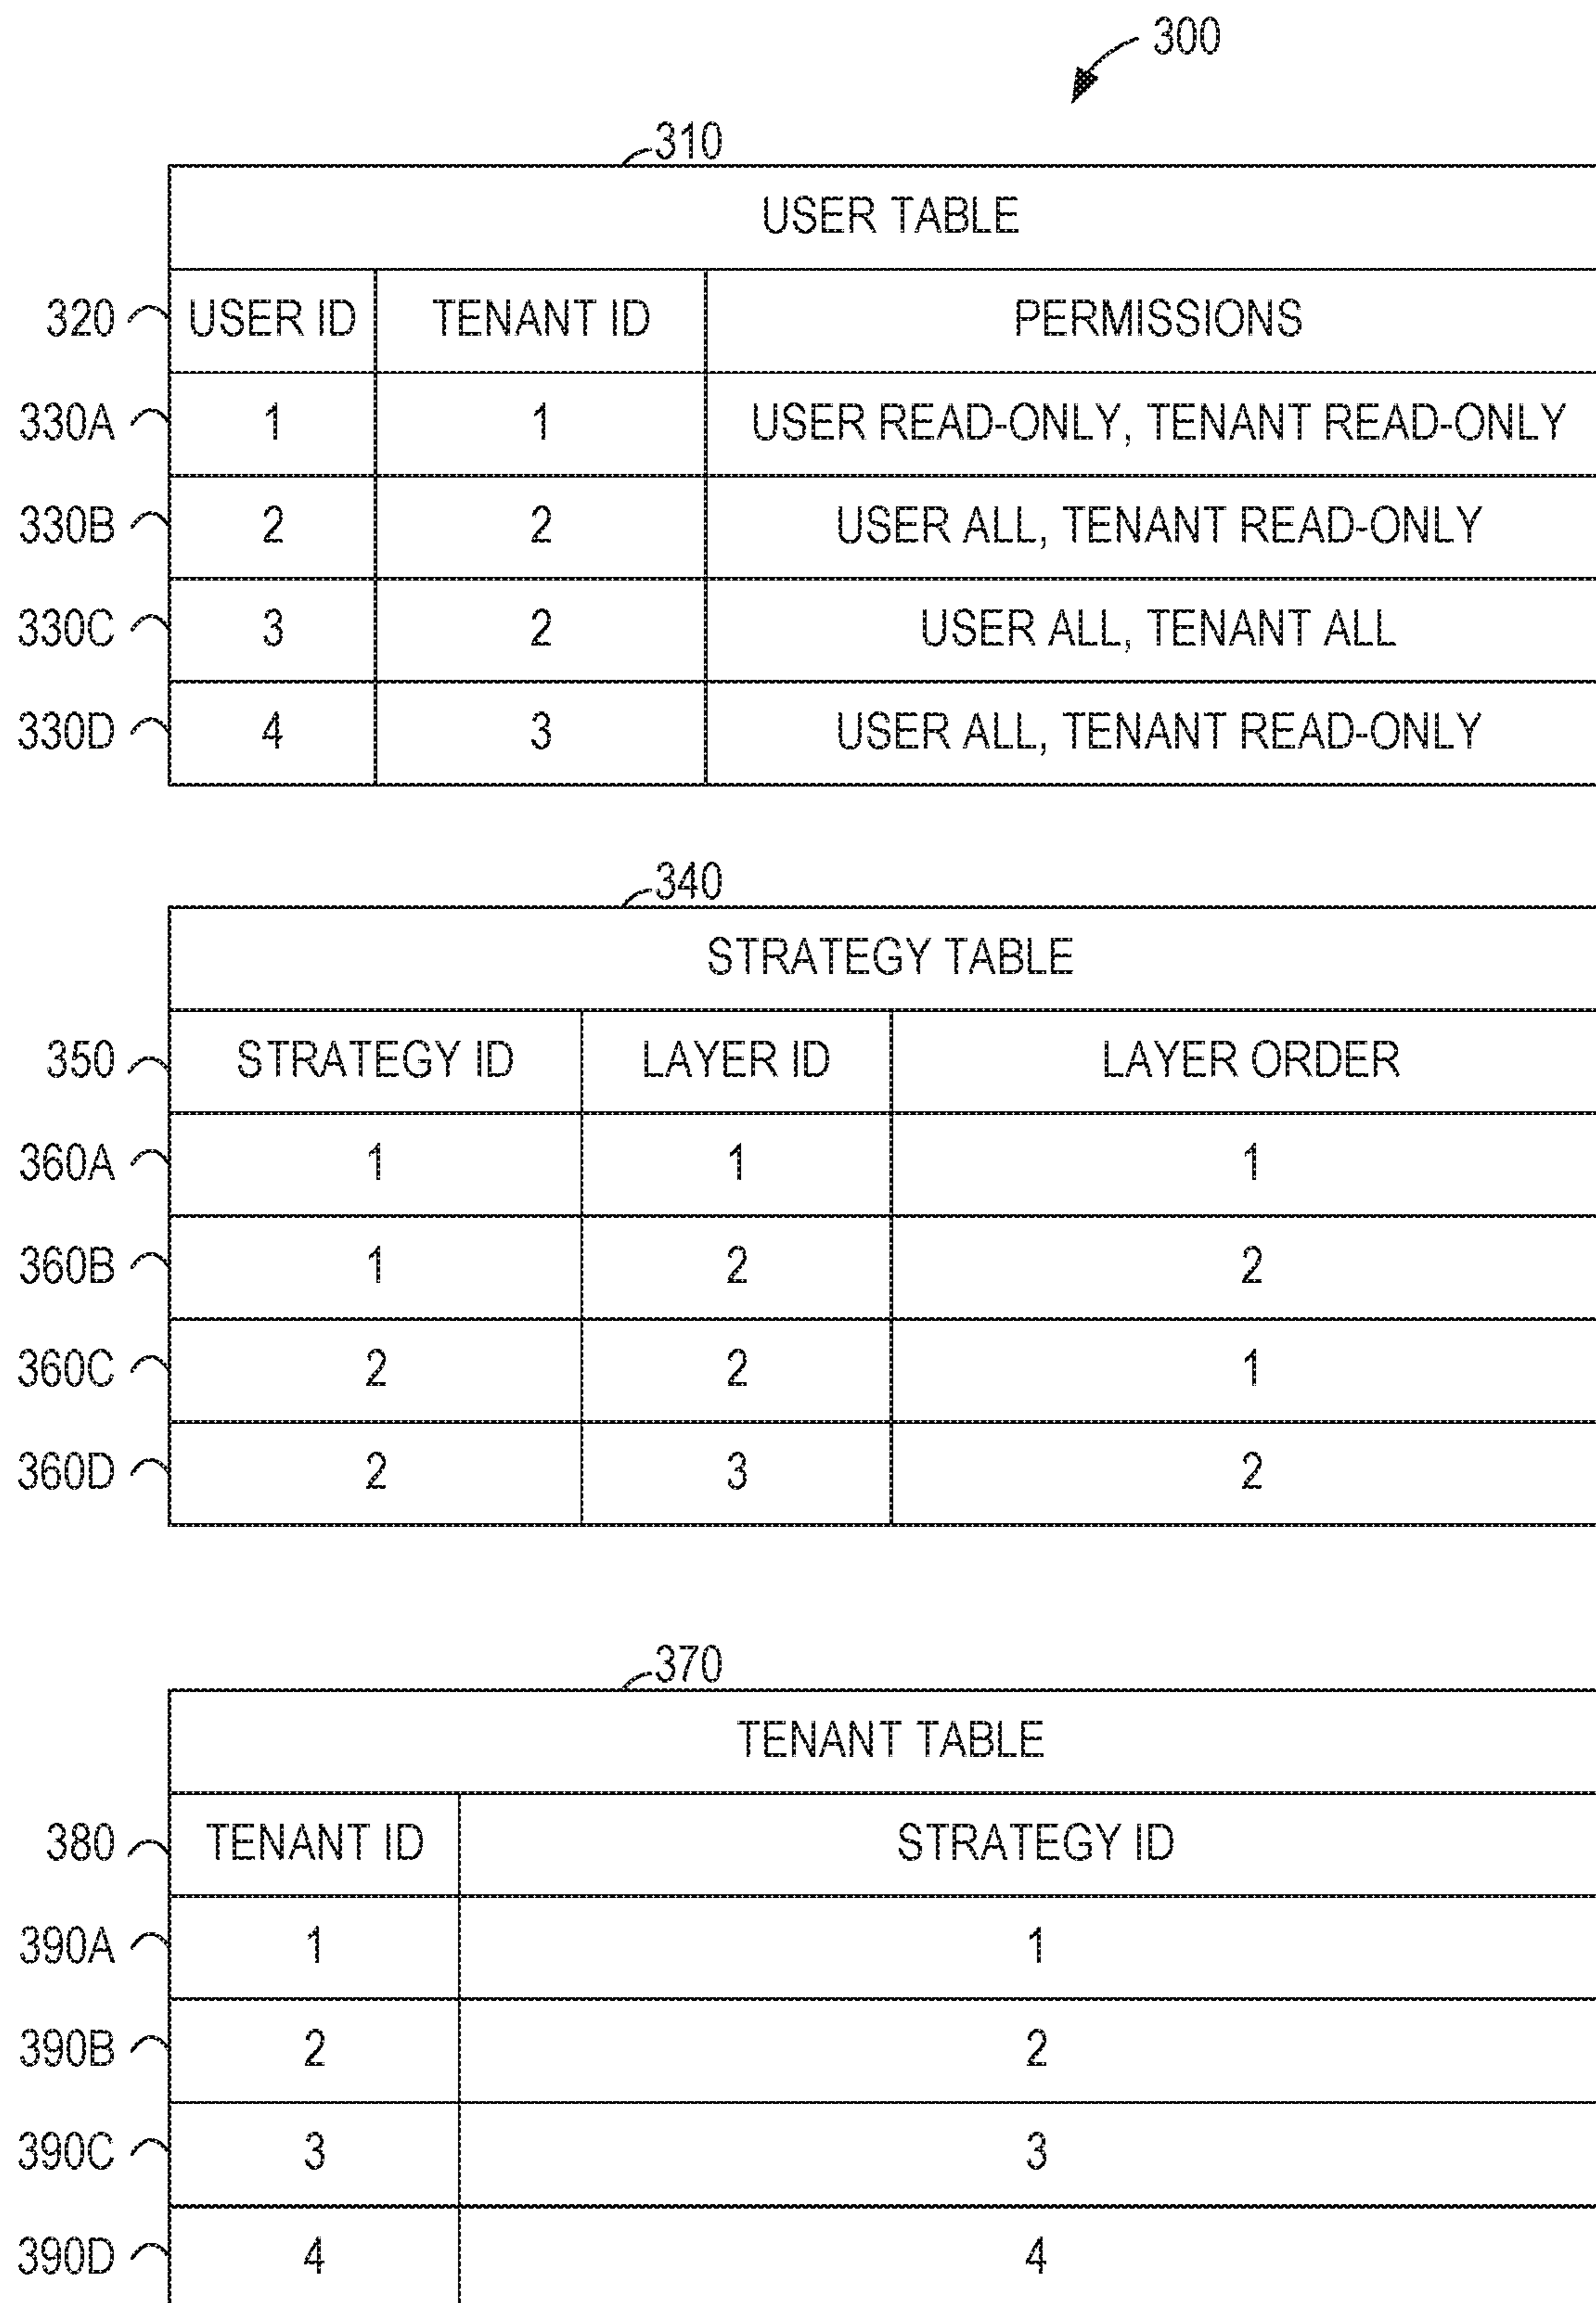 300
310
USER TABLE
320 USER ID TENANT ID PERMISSIONS
330A 1 1 USER READ-ONLY, TENANT READ-ONLY
330B 2 2 USER ALL, TENANT READ-ONLY
330C 3 2 USER ALL, TENANT ALL
330D 4 3 USER ALL, TENANT READ-ONLY
340
STRATEGY TABLE
350 STRATEGY ID LAYER ID LAYER ORDER
360A 1 1 1
360B 1 2 2
360C 2 2 1
360D 2 3 2
370
TENANT TABLE
380 TENANT ID STRATEGY ID
390A 1 1
390B 2 2
390C 3 3
390D 4 4